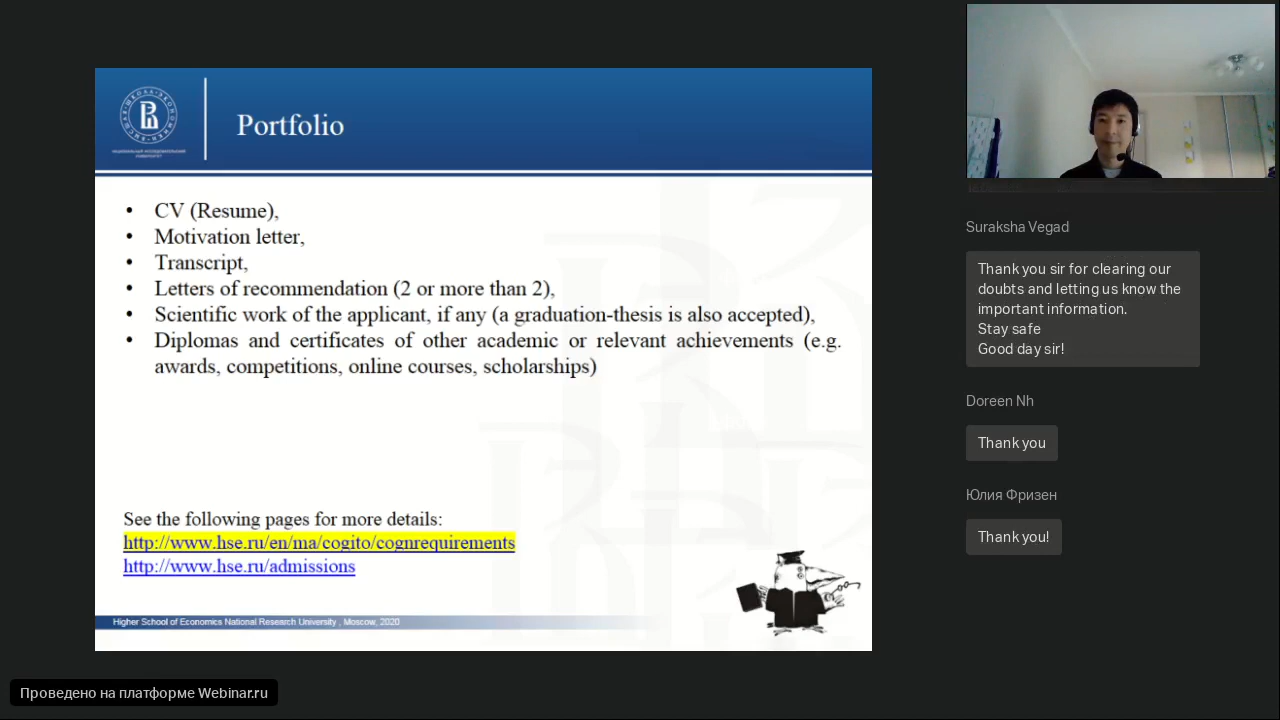 Portfolio
• CV (Resume),
• Motivation letter,
• Transcript,
• Letters of recommendation (2 or more than 2),
• Scientific work of the applicant, if any (a graduation-thesis is also accepted),
• Diplomas and certificates of other academic or relevant achievements (e.g.
awards, competitions, online courses, scholarships)
See the following pages for more details:
http://www.hse.ru/en/ma/cogito/cognrequirements
http://www.hse.ru/admissions
Higher School of Economics National Research University , Moscow, 2020
Проведено на платформе Webinar.ru
Suraksha Vegad
Thank you sir for clearing our
doubts and letting us know the
important information.
Stay safe
Good day sir!
Doreen Nh
Thank you
Юлия Фризен
Thank you!